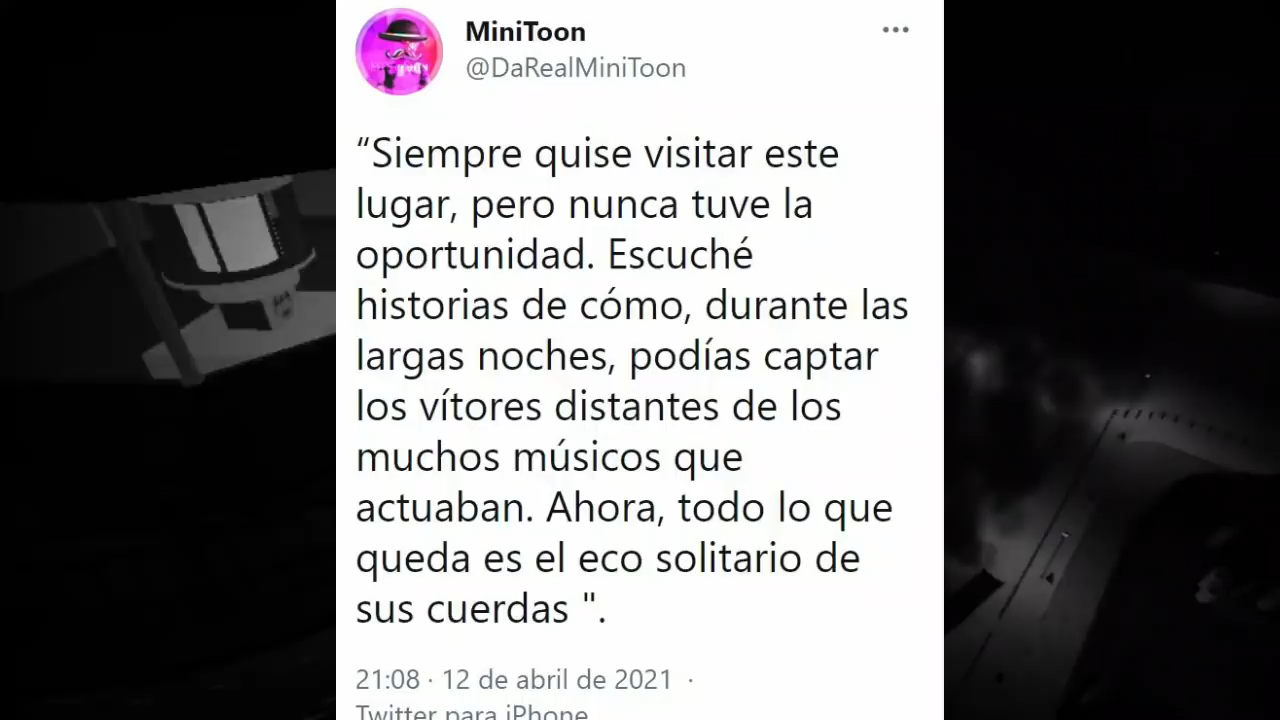 MiniToon
@DaRealMiniToon
“Siempre quise visitar este
lugar, pero nunca tuve la
oportunidad. Escuché
historias de cómo, durante las
largas noches, podías captar
los vítores distantes de los
muchos músicos que
actuaban. Ahora, todo lo que
queda es el eco solitario de
sus cuerdas ".
21:08 · 12 de abril de 2021 ·
Twitter para iPhone